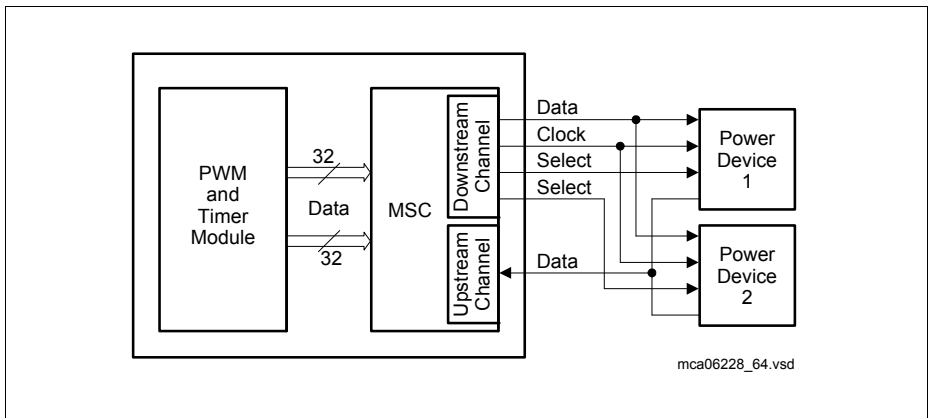 PWM
and
Timer
Module
32
Data
32
MSC
Downstream
Channel
Upstream
Channel
Data
Clock
Select
Select
Data
Power
Device
1
Power
Device
2
mca06228_64.vsd